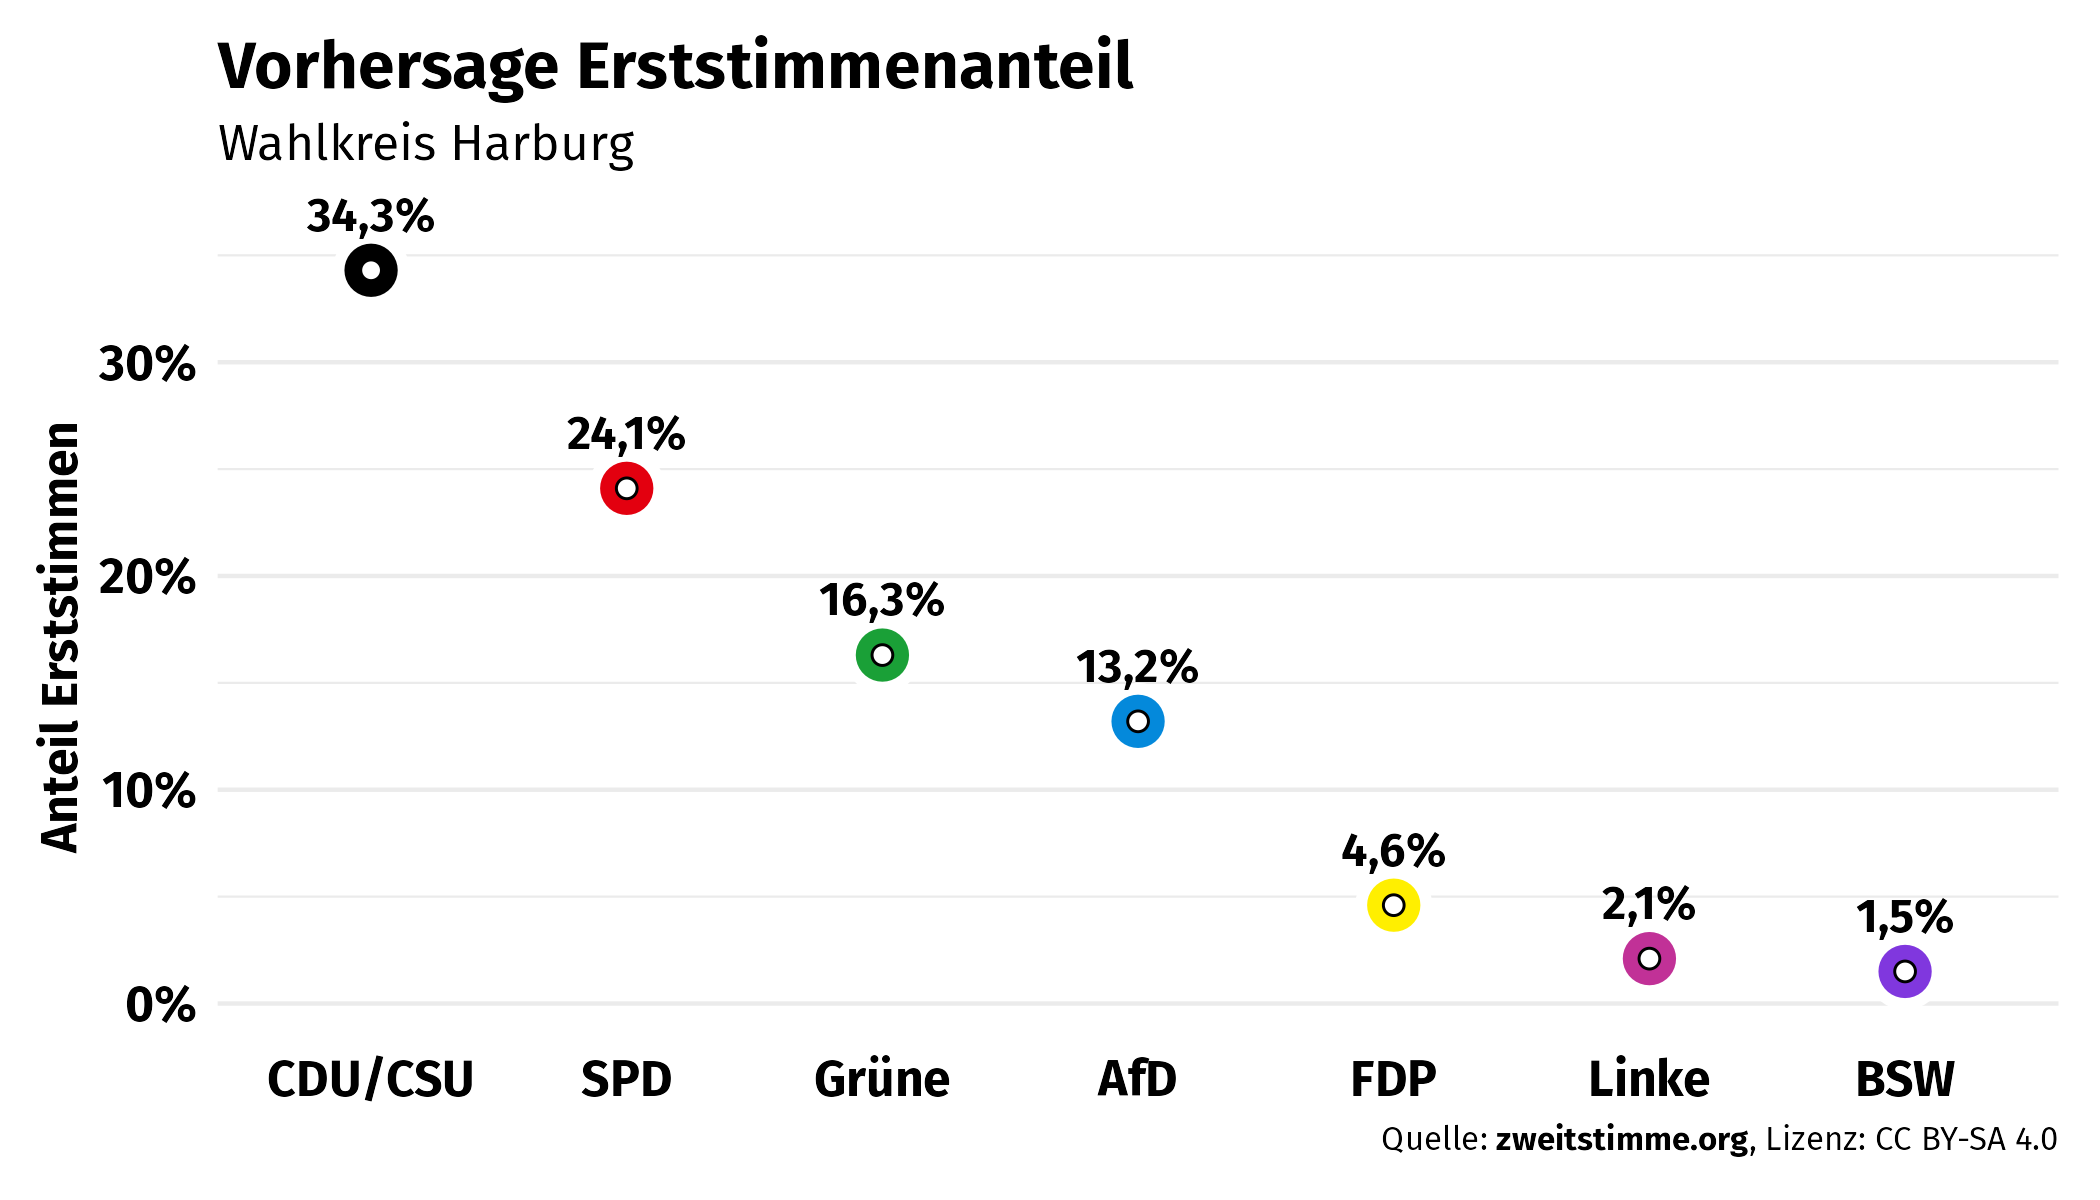 Vorhersage Erststimmenanteil
Wahlkreis Harburg
34,3%
30%
24,1%
20%
16,3%
13,2%
10%
4,6%
2,1%
1,5%
0%
Anteil Erststimmen
CDU/CSU SPD Grüne AfD FDP Linke BSW
Quelle: zweitstimme.org, Lizenz: CC BY-SA 4.0